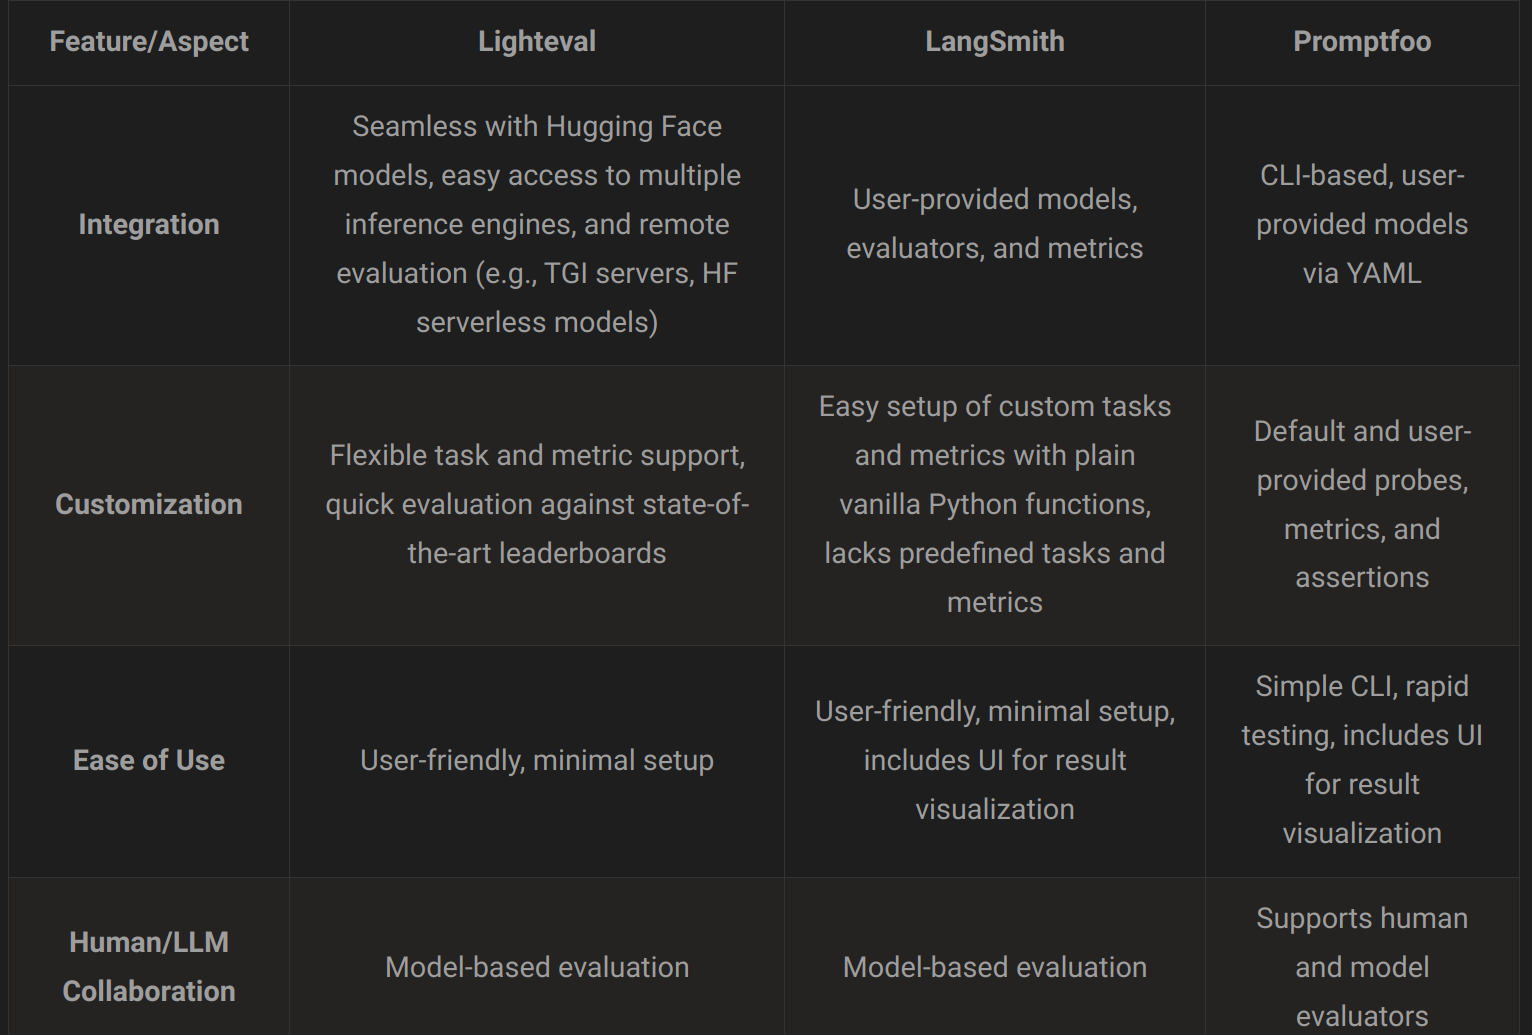 Feature/Aspect
Lighteval
LangSmith
Promptfoo
Integration
Seamless with Hugging Face
models, easy access to multiple
inference engines, and remote
evaluation (e.g., TGI servers, HF
serverless models)
User-provided models,
evaluators, and metrics
CLI-based, user-
provided models
via YAML
Customization
Flexible task and metric support,
quick evaluation against state-of-
the-art leaderboards
Easy setup of custom tasks
and metrics with plain
vanilla Python functions,
lacks predefined tasks and
metrics
Default and user-
provided probes,
metrics, and
assertions
Ease of Use
User-friendly, minimal setup
User-friendly, minimal setup,
includes UI for result
visualization
Simple CLI, rapid
testing, includes UI
for result
visualization
Human/LLM
Collaboration
Model-based evaluation
Model-based evaluation
Supports human
and model
evaluators